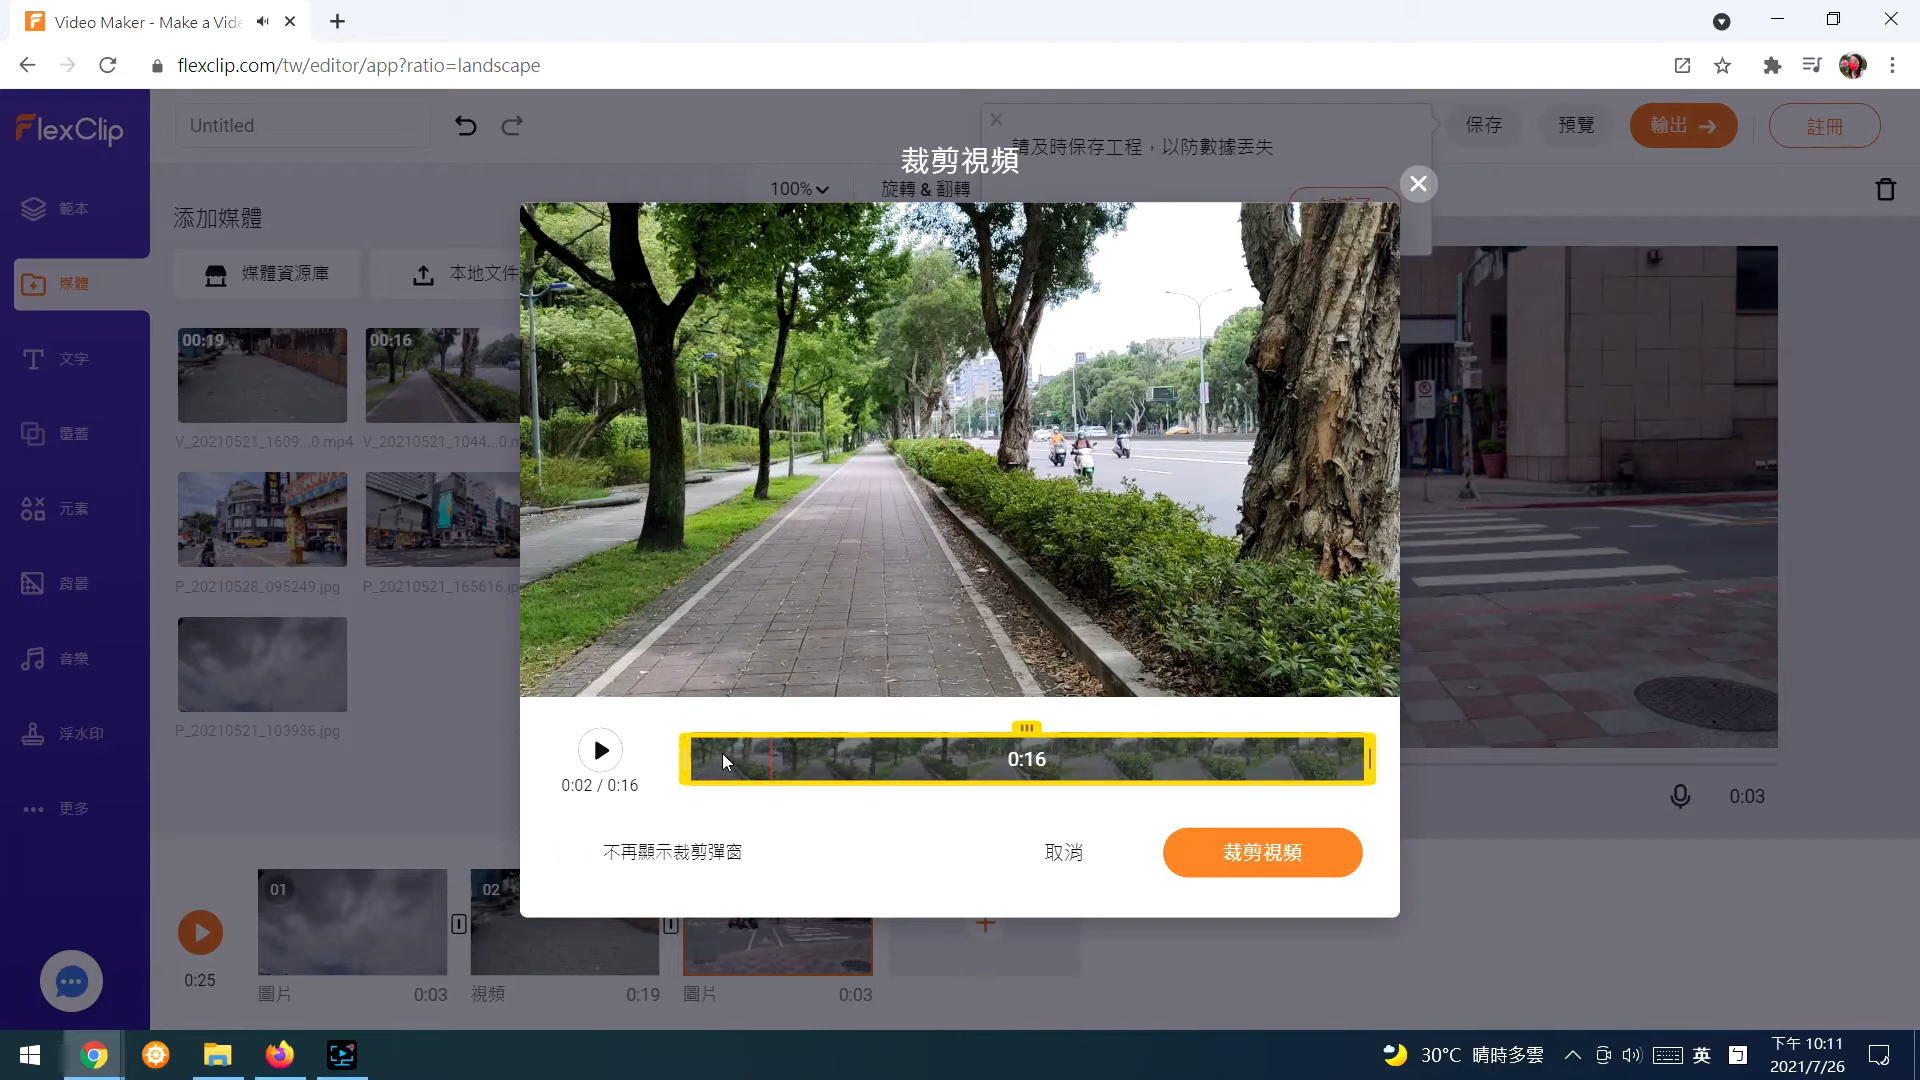 Video Maker - Make a Vide
flexclip.com/tw/editor/app?ratio=landscape
FlexClip
Untitled
請及時保存工程，以防數據丟失
保存
預覽
輸出
註冊
裁剪視頻
100%
旋轉 & 翻轉
範本
媒體
文字
覆蓋
元素
背景
音樂
浮水印
更多
添加媒體
媒體資源庫
本地文件
00:19
00:16
V_20210521_1609...0.mp4
V_20210521_1044...0.m
P_20210528_095249.jpg
P_20210521_165616.jp
P_20210521_103936.jpg
0:16
0:02 / 0:16
不再顯示裁剪彈窗
取消
裁剪視頻
0:03
01
02
0:25
圖片
0:03
視頻
0:19
圖片
0:03
30°C 晴時多雲
英
下午 10:11
2021/7/26